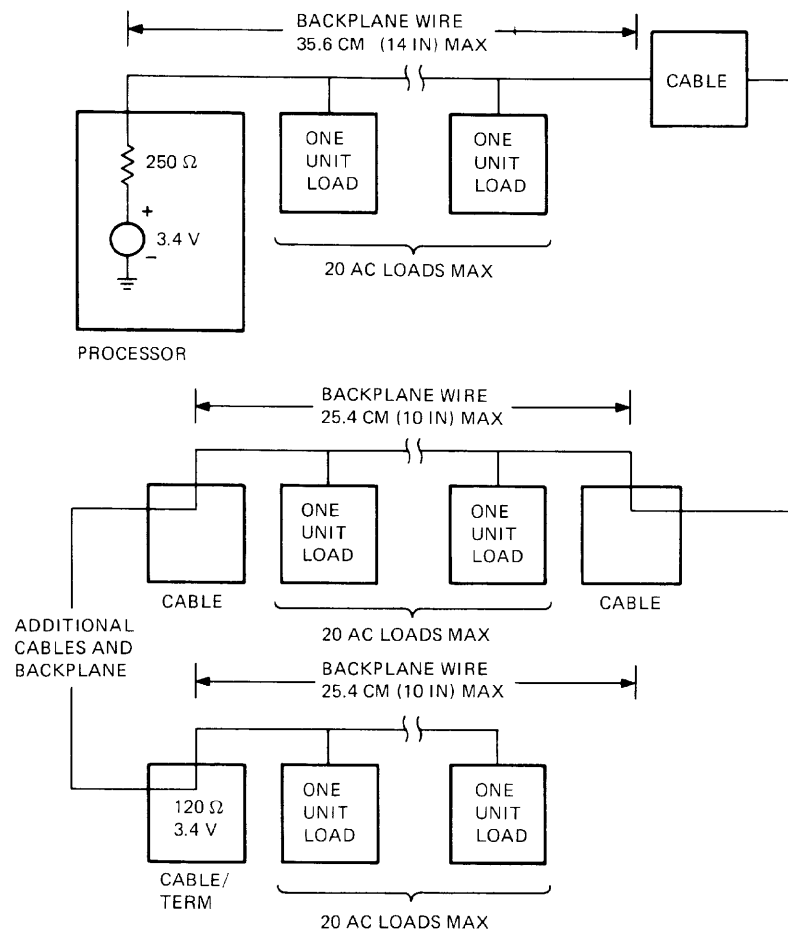 BACKPLANE WIRE
35.6 CM (14 IN) MAX
CABLE
250 Ω
+
3.4 V
−
ONE
UNIT
LOAD
ONE
UNIT
LOAD
20 AC LOADS MAX
PROCESSOR
BACKPLANE WIRE
25.4 CM (10 IN) MAX
ONE
UNIT
LOAD
ONE
UNIT
LOAD
CABLE
CABLE
20 AC LOADS MAX
ADDITIONAL
CABLES AND
BACKPLANE
BACKPLANE WIRE
25.4 CM (10 IN) MAX
120 Ω
3.4 V
ONE
UNIT
LOAD
ONE
UNIT
LOAD
CABLE/
TERM
20 AC LOADS MAX